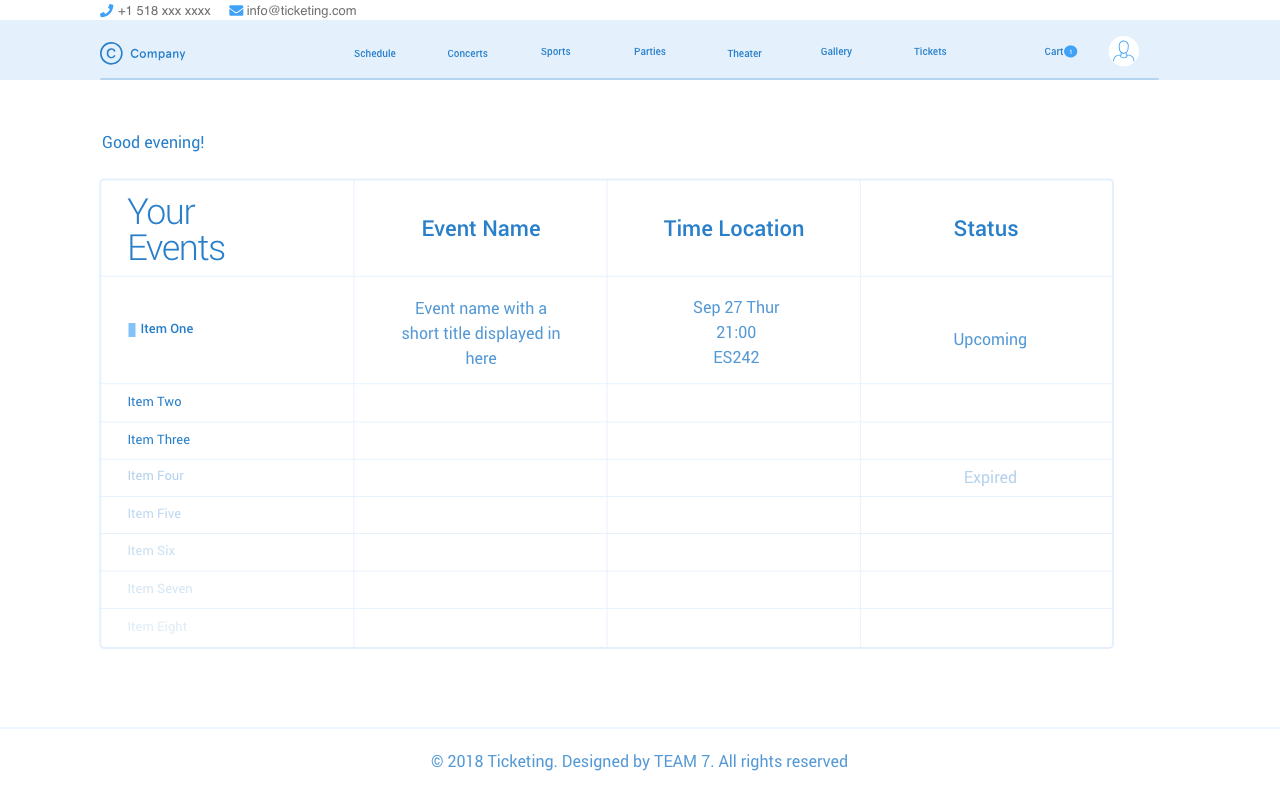 +1 518 xxx xxxx info@ticketing.com
C Company Schedule Concerts Sports Parties Theater Gallery Tickets Cart 1
Good evening!
Your
Events
Event Name Time Location Status
Item One
Event name with a
short title displayed in
here
Sep 27 Thur
21:00
ES242
Upcoming
Item Two
Item Three
Item Four Expired
Item Five
Item Six
Item Seven
Item Eight
© 2018 Ticketing. Designed by TEAM 7. All rights reserved